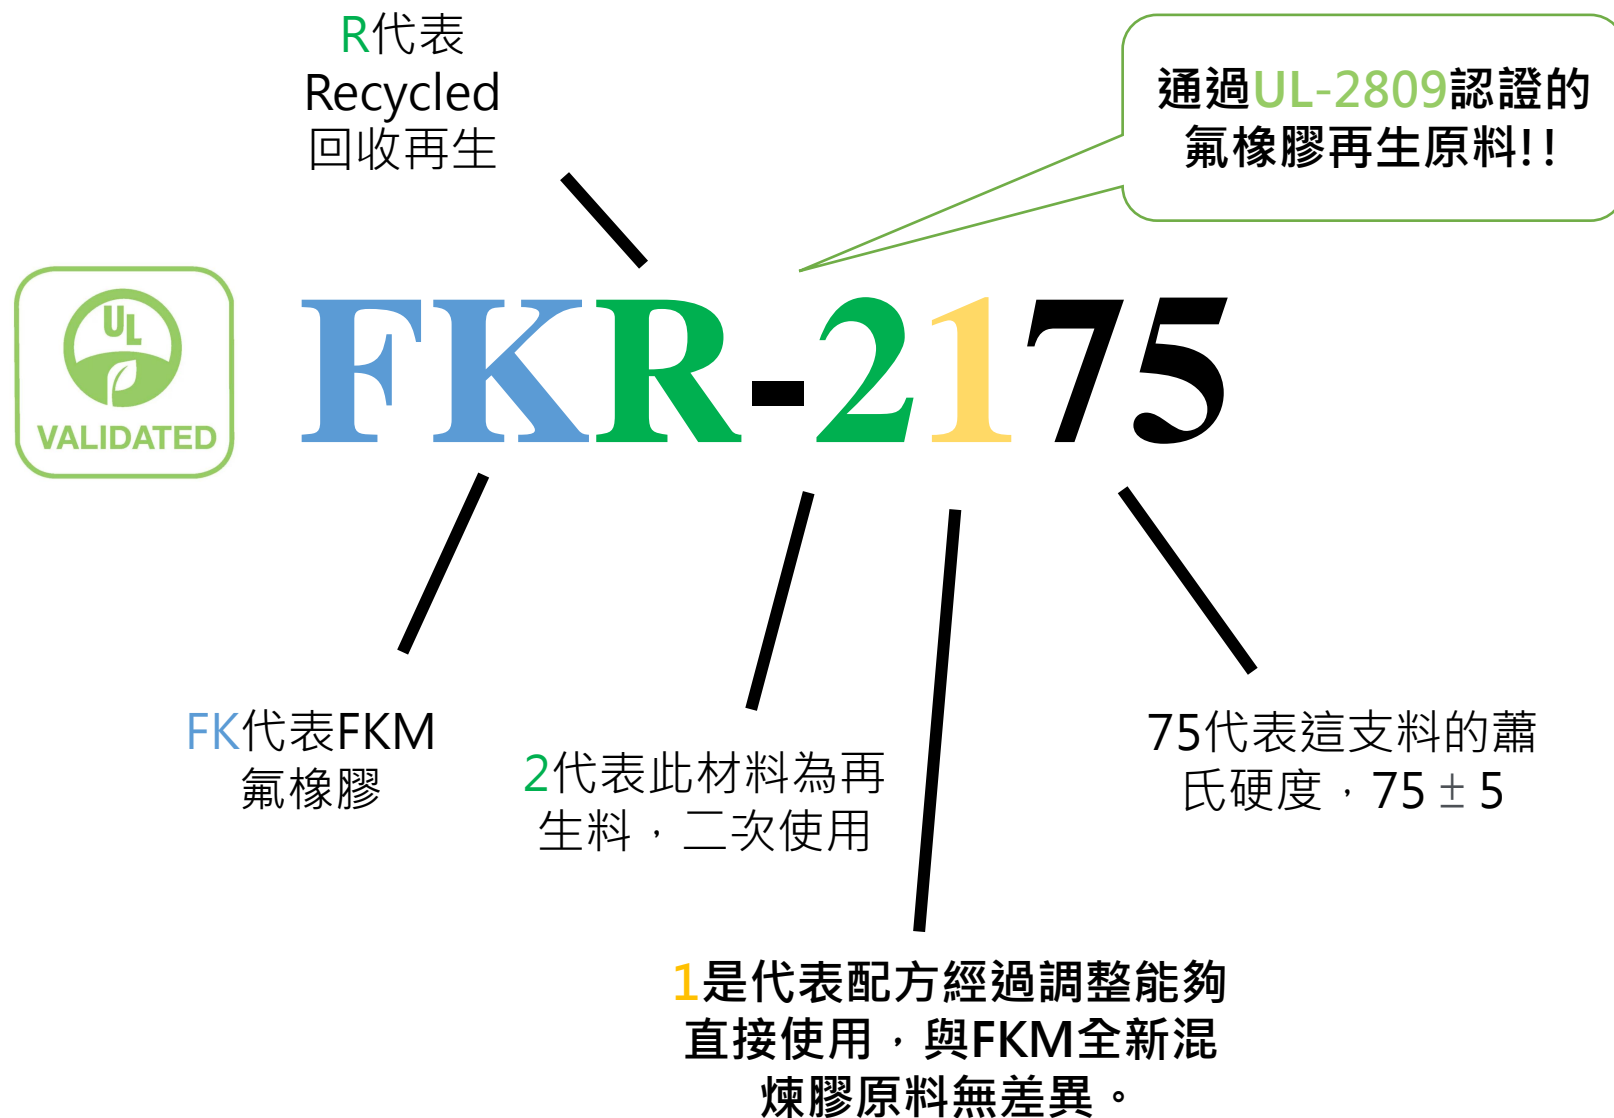 R代表
Recycled
回收再生
通過UL-2809認證的
氟橡膠再生原料!!
UL
VALIDATED
FKR-2175
FK代表FKM
氟橡膠
2代表此材料為再
生料，二次使用
75代表這支料的蕭
氏硬度，75 ± 5
1是代表配方經過調整能夠
直接使用，與FKM全新混
煉膠原料無差異。